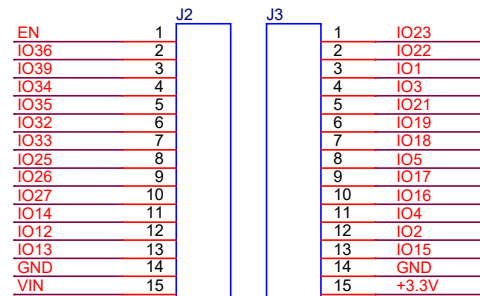 J2 J3
EN 1 1 IO23
IO36 2 2 IO22
IO39 3 3 IO1
IO34 4 4 IO3
IO35 5 5 IO21
IO32 6 6 IO19
IO33 7 7 IO18
IO25 8 8 IO5
IO26 9 9 IO17
IO27 10 10 IO16
IO14 11 11 IO4
IO12 12 12 IO2
IO13 13 13 IO15
GND 14 14 GND
VIN 15 15 +3.3V